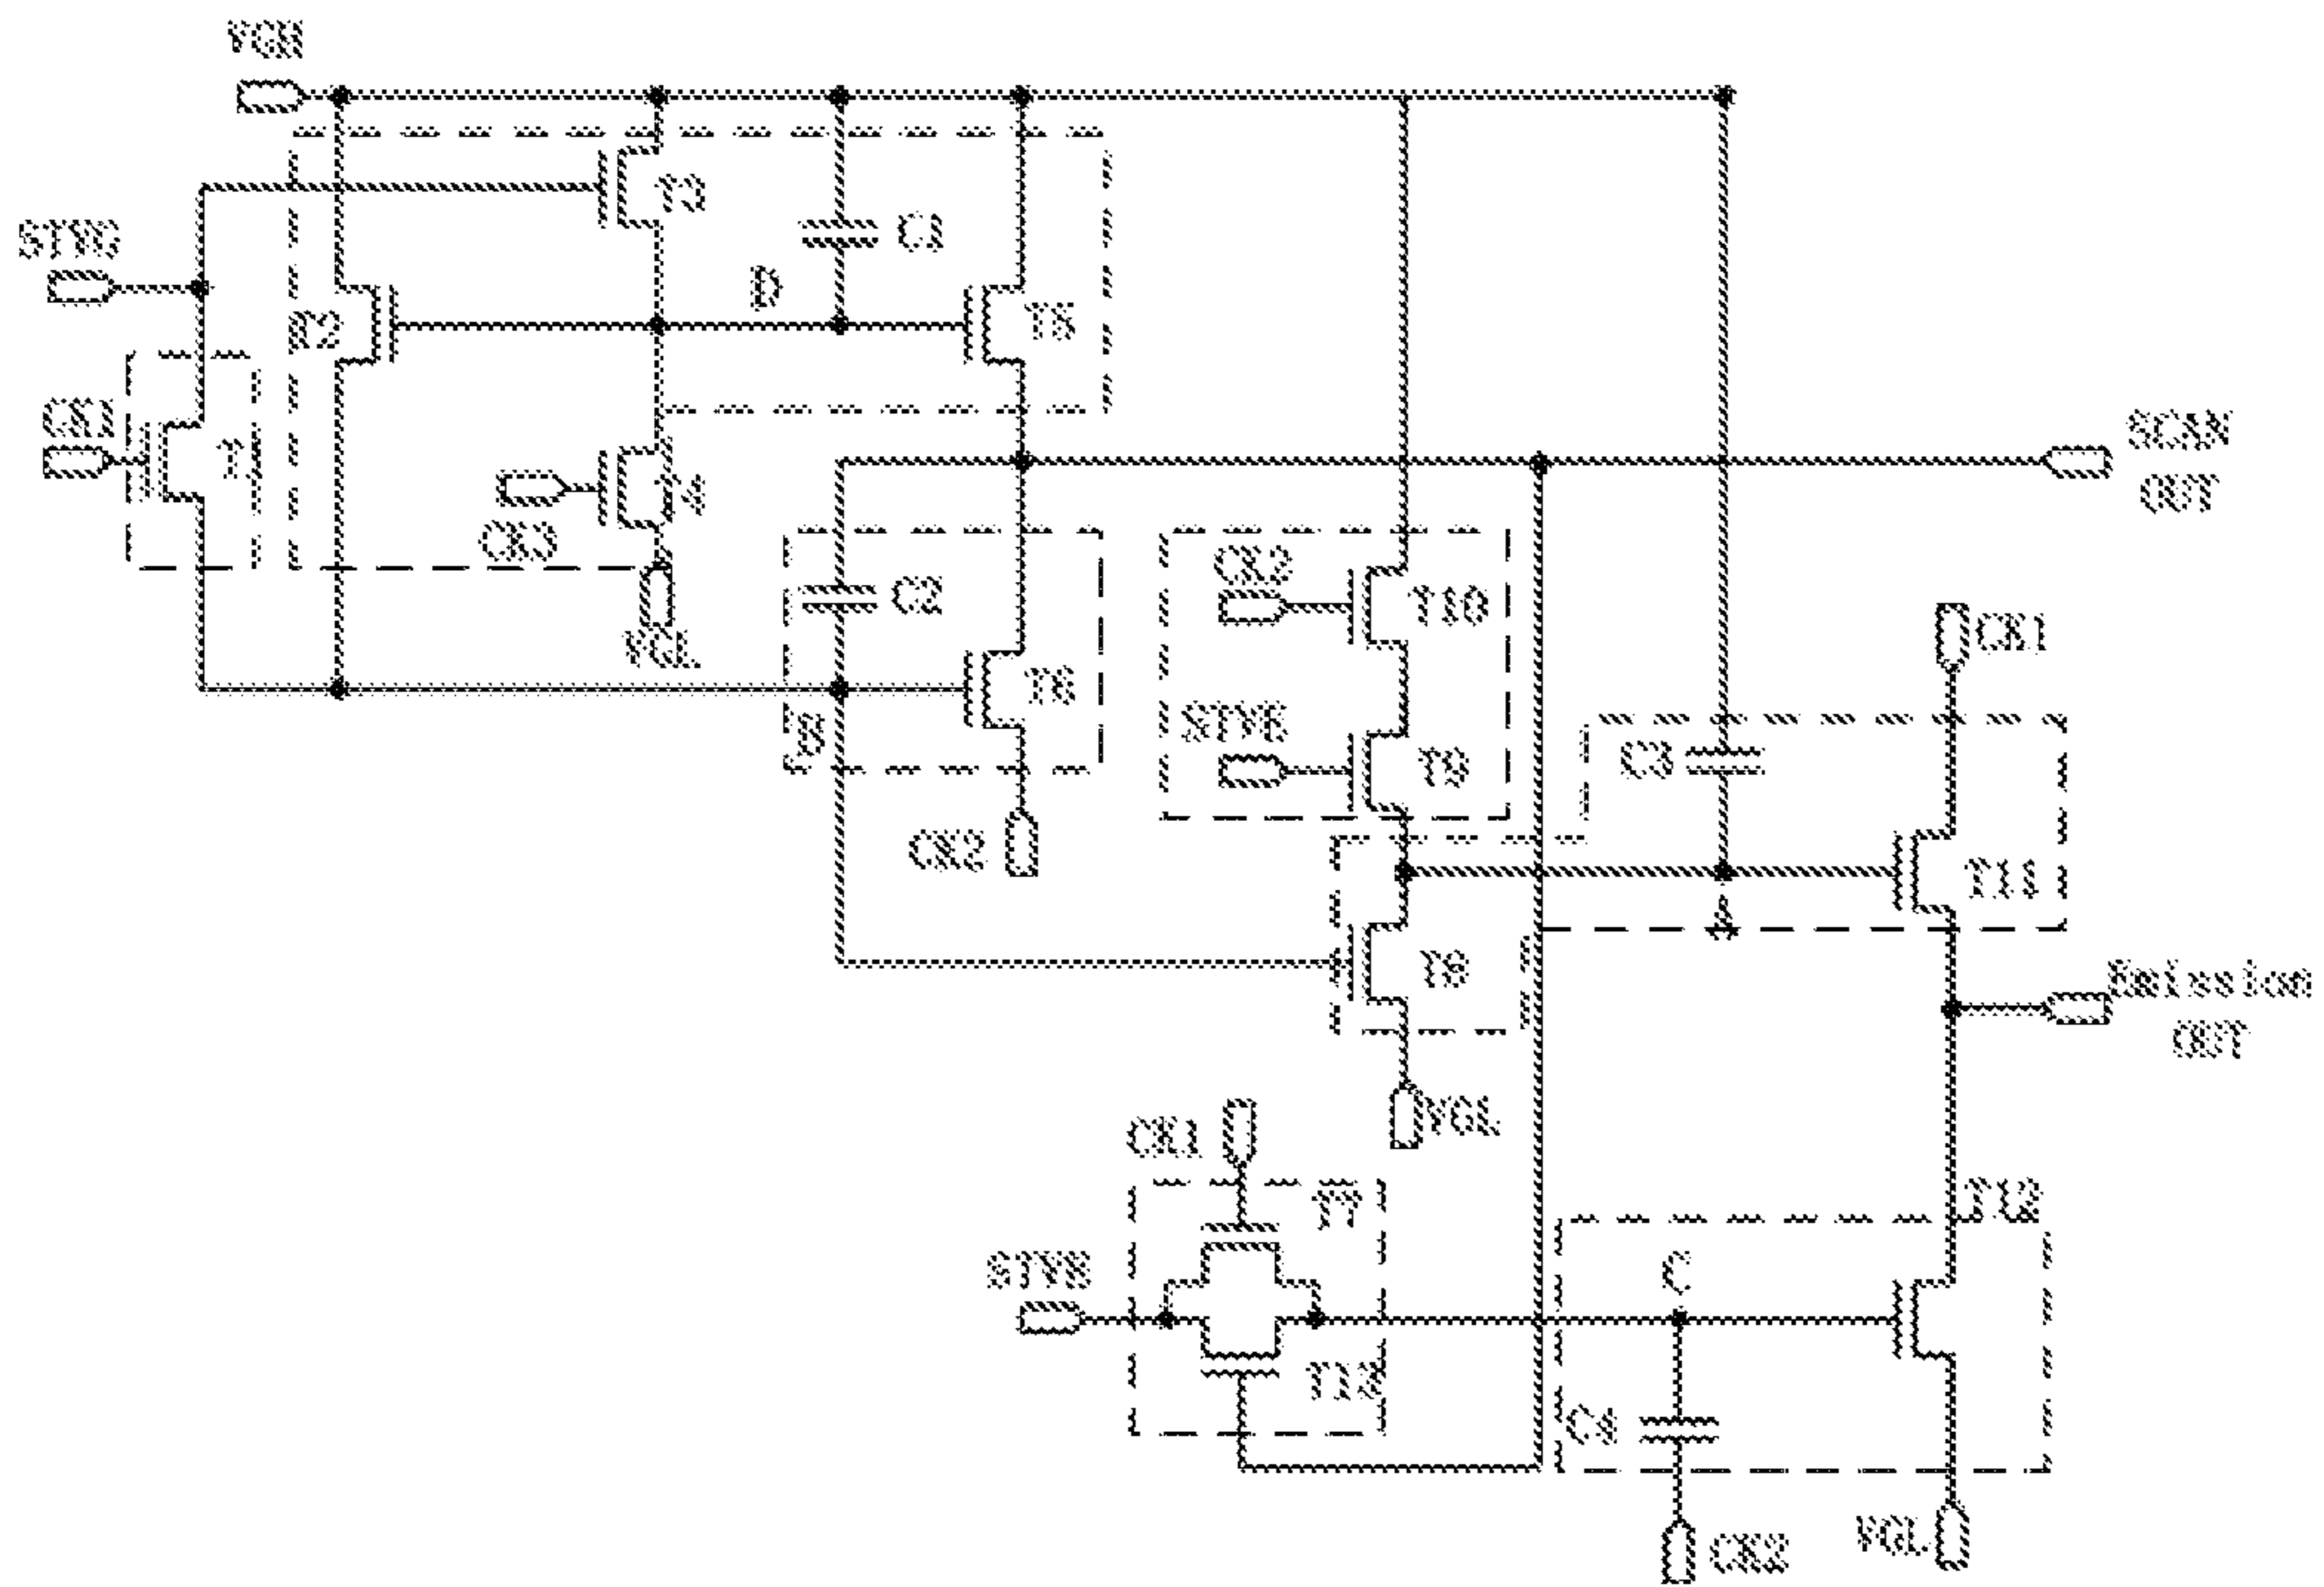 VGH
T3
STVG
C1
D
T2
T5
CK1
T1
SCAN
OUT
T4
CK3
CK2
C2
T10
VGL
CK1
T6
B
STVE
C3
T9
CK2
T11
A
T8
Emission
OUT
VGL
CK1
T7
T12
STVE
C
T13
C4
CK2
VGL